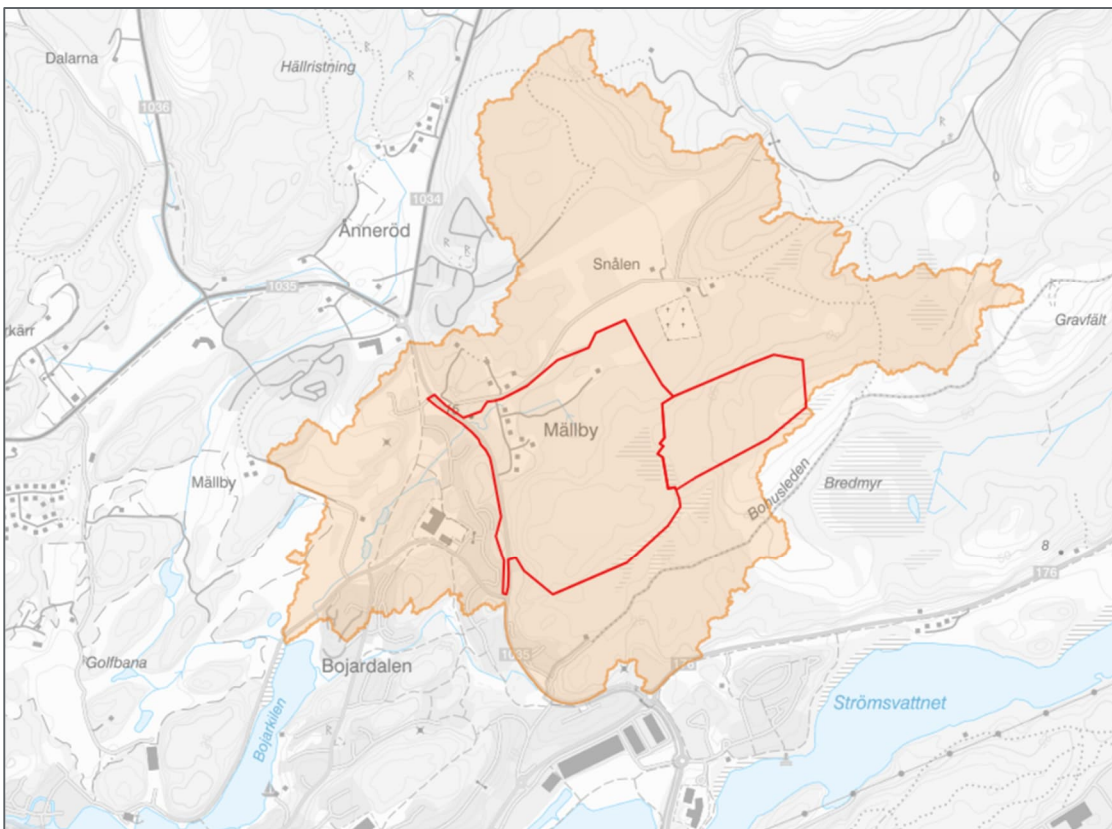 Dalarna
Hällristning
1036
1034
Ånneröd
Snålen
1035
rkärr
Gravfält
Mällby
Mällby
Bohusleden
Bredmyr
8
176
Golfbana
Bojardalen
1035
176
Strömsvattnet
Bojarkilen